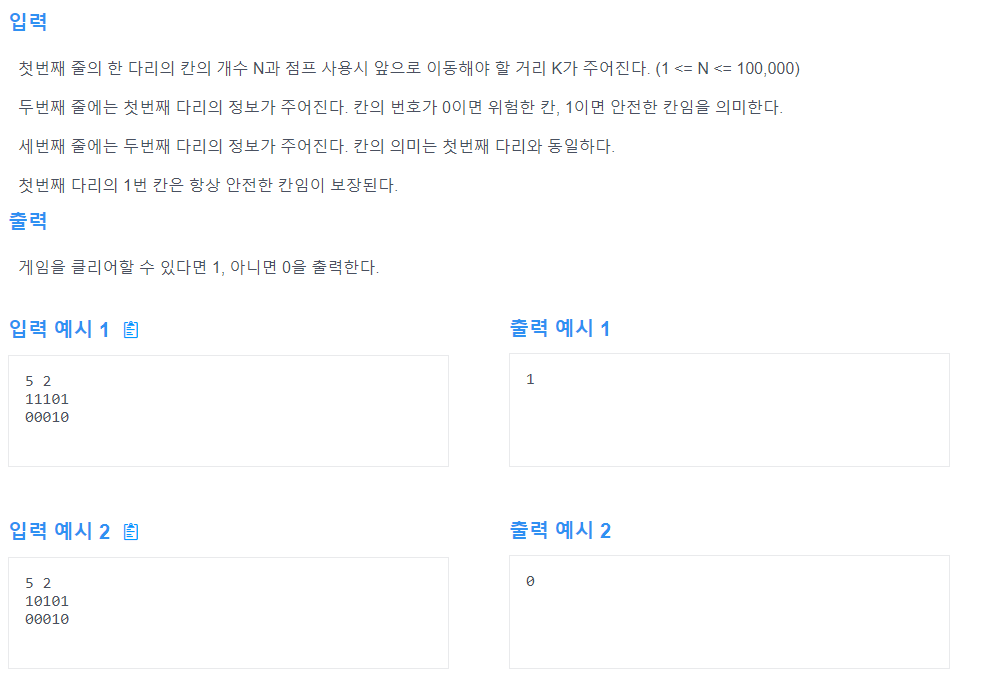 입력
첫번째 줄의 한 다리의 칸의 개수 N과 점프 사용시 앞으로 이동해야 할 거리 K가 주어진다. (1 <= N <= 100,000)
두번째 줄에는 첫번째 다리의 정보가 주어진다. 칸의 번호가 0이면 위험한 칸, 1이면 안전한 칸임을 의미한다.
세번째 줄에는 두번째 다리의 정보가 주어진다. 칸의 의미는 첫번째 다리와 동일하다.
첫번째 다리의 1번 칸은 항상 안전한 칸임이 보장된다.
출력
게임을 클리어할 수 있다면 1, 아니면 0을 출력한다.
입력 예시 1
5 2
11101
00010
출력 예시 1
1
입력 예시 2
5 2
10101
00010
출력 예시 2
0